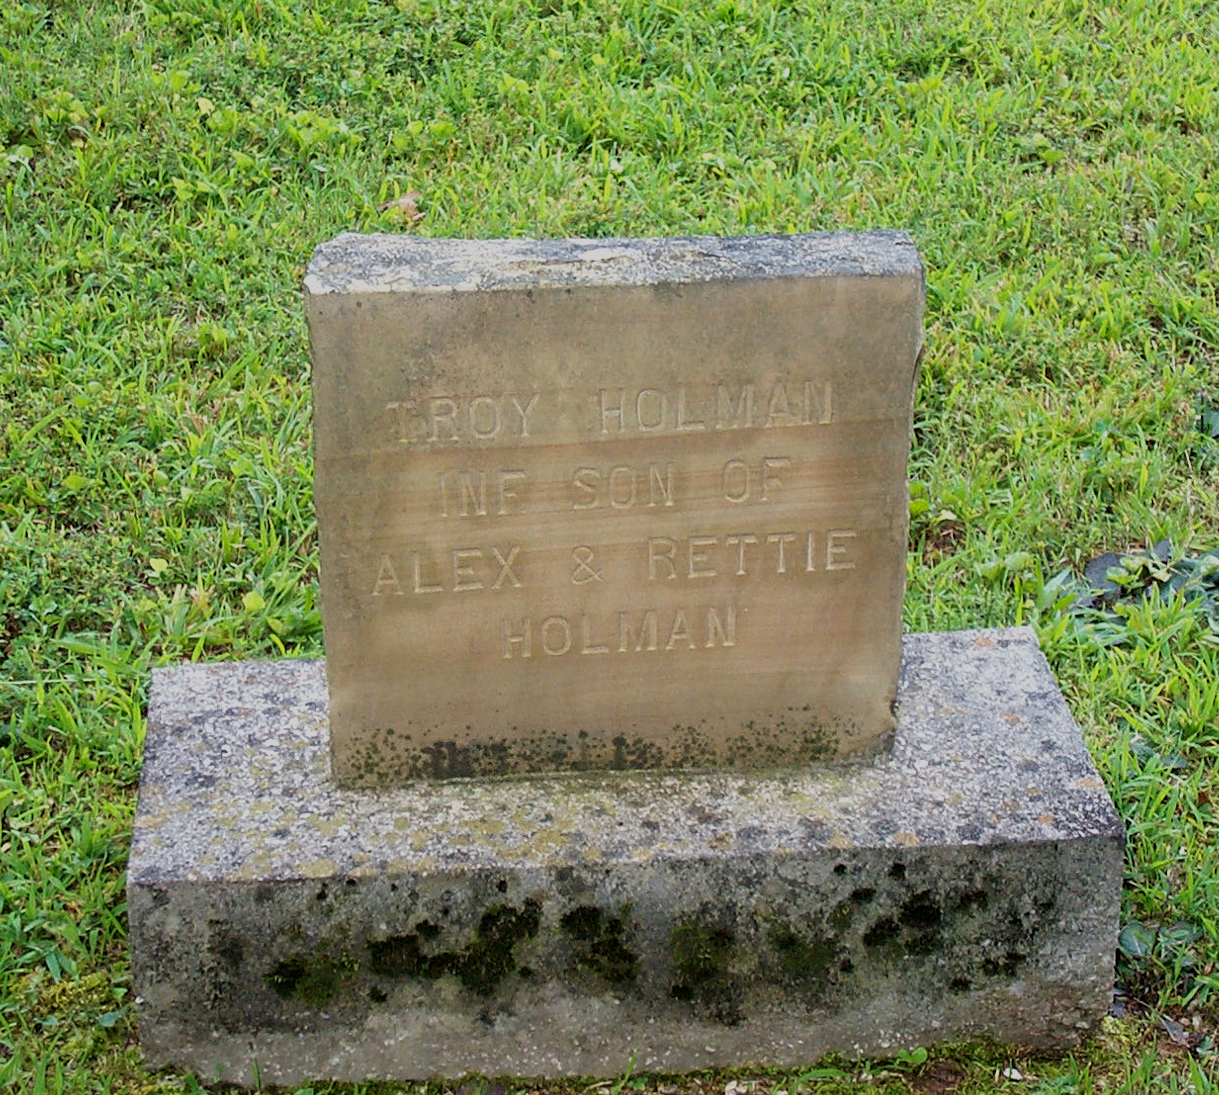 TROY HOLMAN
INF. SON OF
ALEX & RETTIE
HOLMAN